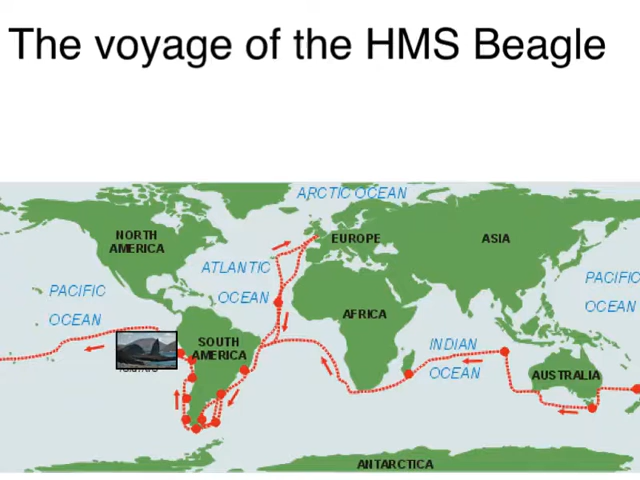 The voyage of the HMS Beagle
ARCTIC OCEAN
NORTH
AMERICA
EUROPE
ASIA
ATLANTIC
OCEAN
PACIFIC
OCEAN
PACIFIC
OCEAN
AFRICA
SOUTH
AMERICA
INDIAN
OCEAN
AUSTRALIA
ANTARCTICA